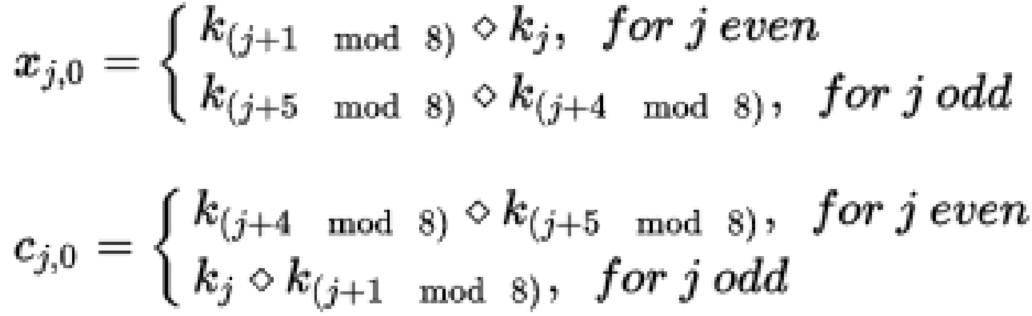 x_{j,0} = { k_{(j+1 mod 8)} ⋄ k_j, for j even
k_{(j+5 mod 8)} ⋄ k_{(j+4 mod 8)}, for j odd
c_{j,0} = { k_{(j+4 mod 8)} ⋄ k_{(j+5 mod 8)}, for j even
k_j ⋄ k_{(j+1 mod 8)}, for j odd